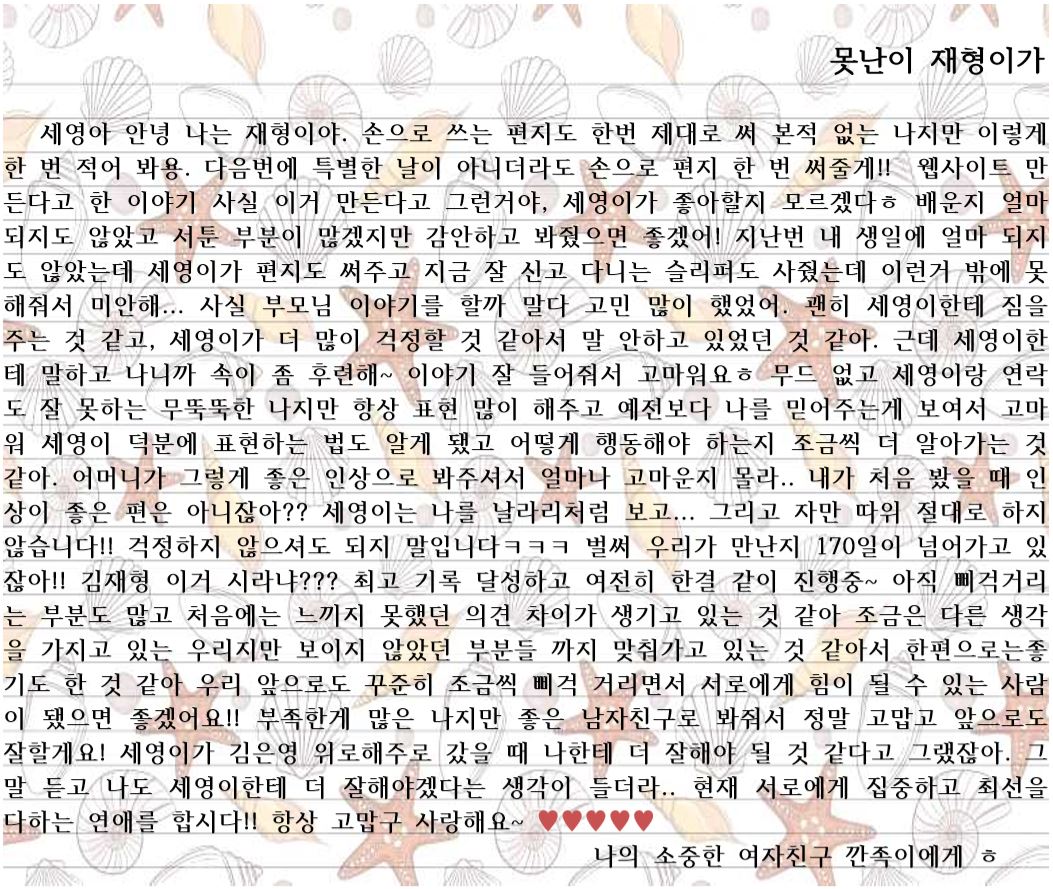 못난이 재형이가
세영아 안녕 나는 재형이야. 손으로 쓰는 편지도 한번 제대로 써 본적 없는 나지만 이렇게
한 번 적어 봐용. 다음번에 특별한 날이 아니더라도 손으로 편지 한 번 써줄게!! 웹사이트 만
든다고 한 이야기 사실 이거 만든다고 그런거야, 세영이가 좋아할지 모르겠다ㅎ 배운지 얼마
되지도 않았고 서툰 부분이 많겠지만 감안하고 봐줬으면 좋겠어! 지난번 내 생일에 얼마 되지
도 않았는데 세영이가 편지도 써주고 지금 잘 신고 다니는 슬리퍼도 사줬는데 이런거 밖에 못
해줘서 미안해... 사실 부모님 이야기를 할까 말다 고민 많이 했었어. 괜히 세영이한테 짐을
주는 것 같고, 세영이가 더 많이 걱정할 것 같아서 말 안하고 있었던 것 같아. 근데 세영이한
테 말하고 나니까 속이 좀 후련해~ 이야기 잘 들어줘서 고마워요ㅎ 무드 없고 세영이랑 연락
도 잘 못하는 무뚝뚝한 나지만 항상 표현 많이 해주고 예전보다 나를 믿어주는게 보여서 고마
워 세영이 덕분에 표현하는 법도 알게 됐고 어떻게 행동해야 하는지 조금씩 더 알아가는 것
같아. 어머니가 그렇게 좋은 인상으로 봐주셔서 얼마나 고마운지 몰라.. 내가 처음 봤을 때 인
상이 좋은 편은 아니잖아?? 세영이는 나를 날라리처럼 보고... 그리고 자만 따위 절대로 하지
않습니다!! 걱정하지 않으셔도 되지 말입니다ㅋㅋㅋ 벌써 우리가 만난지 170일이 넘어가고 있
잖아!! 김재형 이거 시라냐??? 최고 기록 달성하고 여전히 한결 같이 진행중~ 아직 삐걱거리
는 부분도 많고 처음에는 느끼지 못했던 의견 차이가 생기고 있는 것 같아 조금은 다른 생각
을 가지고 있는 우리지만 보이지 않았던 부분들 까지 맞춰가고 있는 것 같아서 한편으로는좋
기도 한 것 같아 우리 앞으로도 꾸준히 조금씩 삐걱 거리면서 서로에게 힘이 될 수 있는 사람
이 됐으면 좋겠어요!! 부족한게 많은 나지만 좋은 남자친구로 봐줘서 정말 고맙고 앞으로도
잘할게요! 세영이가 김은영 위로해주로 갔을 때 나한테 더 잘해야 될 것 같다고 그랬잖아. 그
말 듣고 나도 세영이한테 더 잘해야겠다는 생각이 들더라.. 현재 서로에게 집중하고 최선을
다하는 연애를 합시다!! 항상 고맙구 사랑해요~ ♥♥♥♥♥
나의 소중한 여자친구 깐족이에게 ㅎ